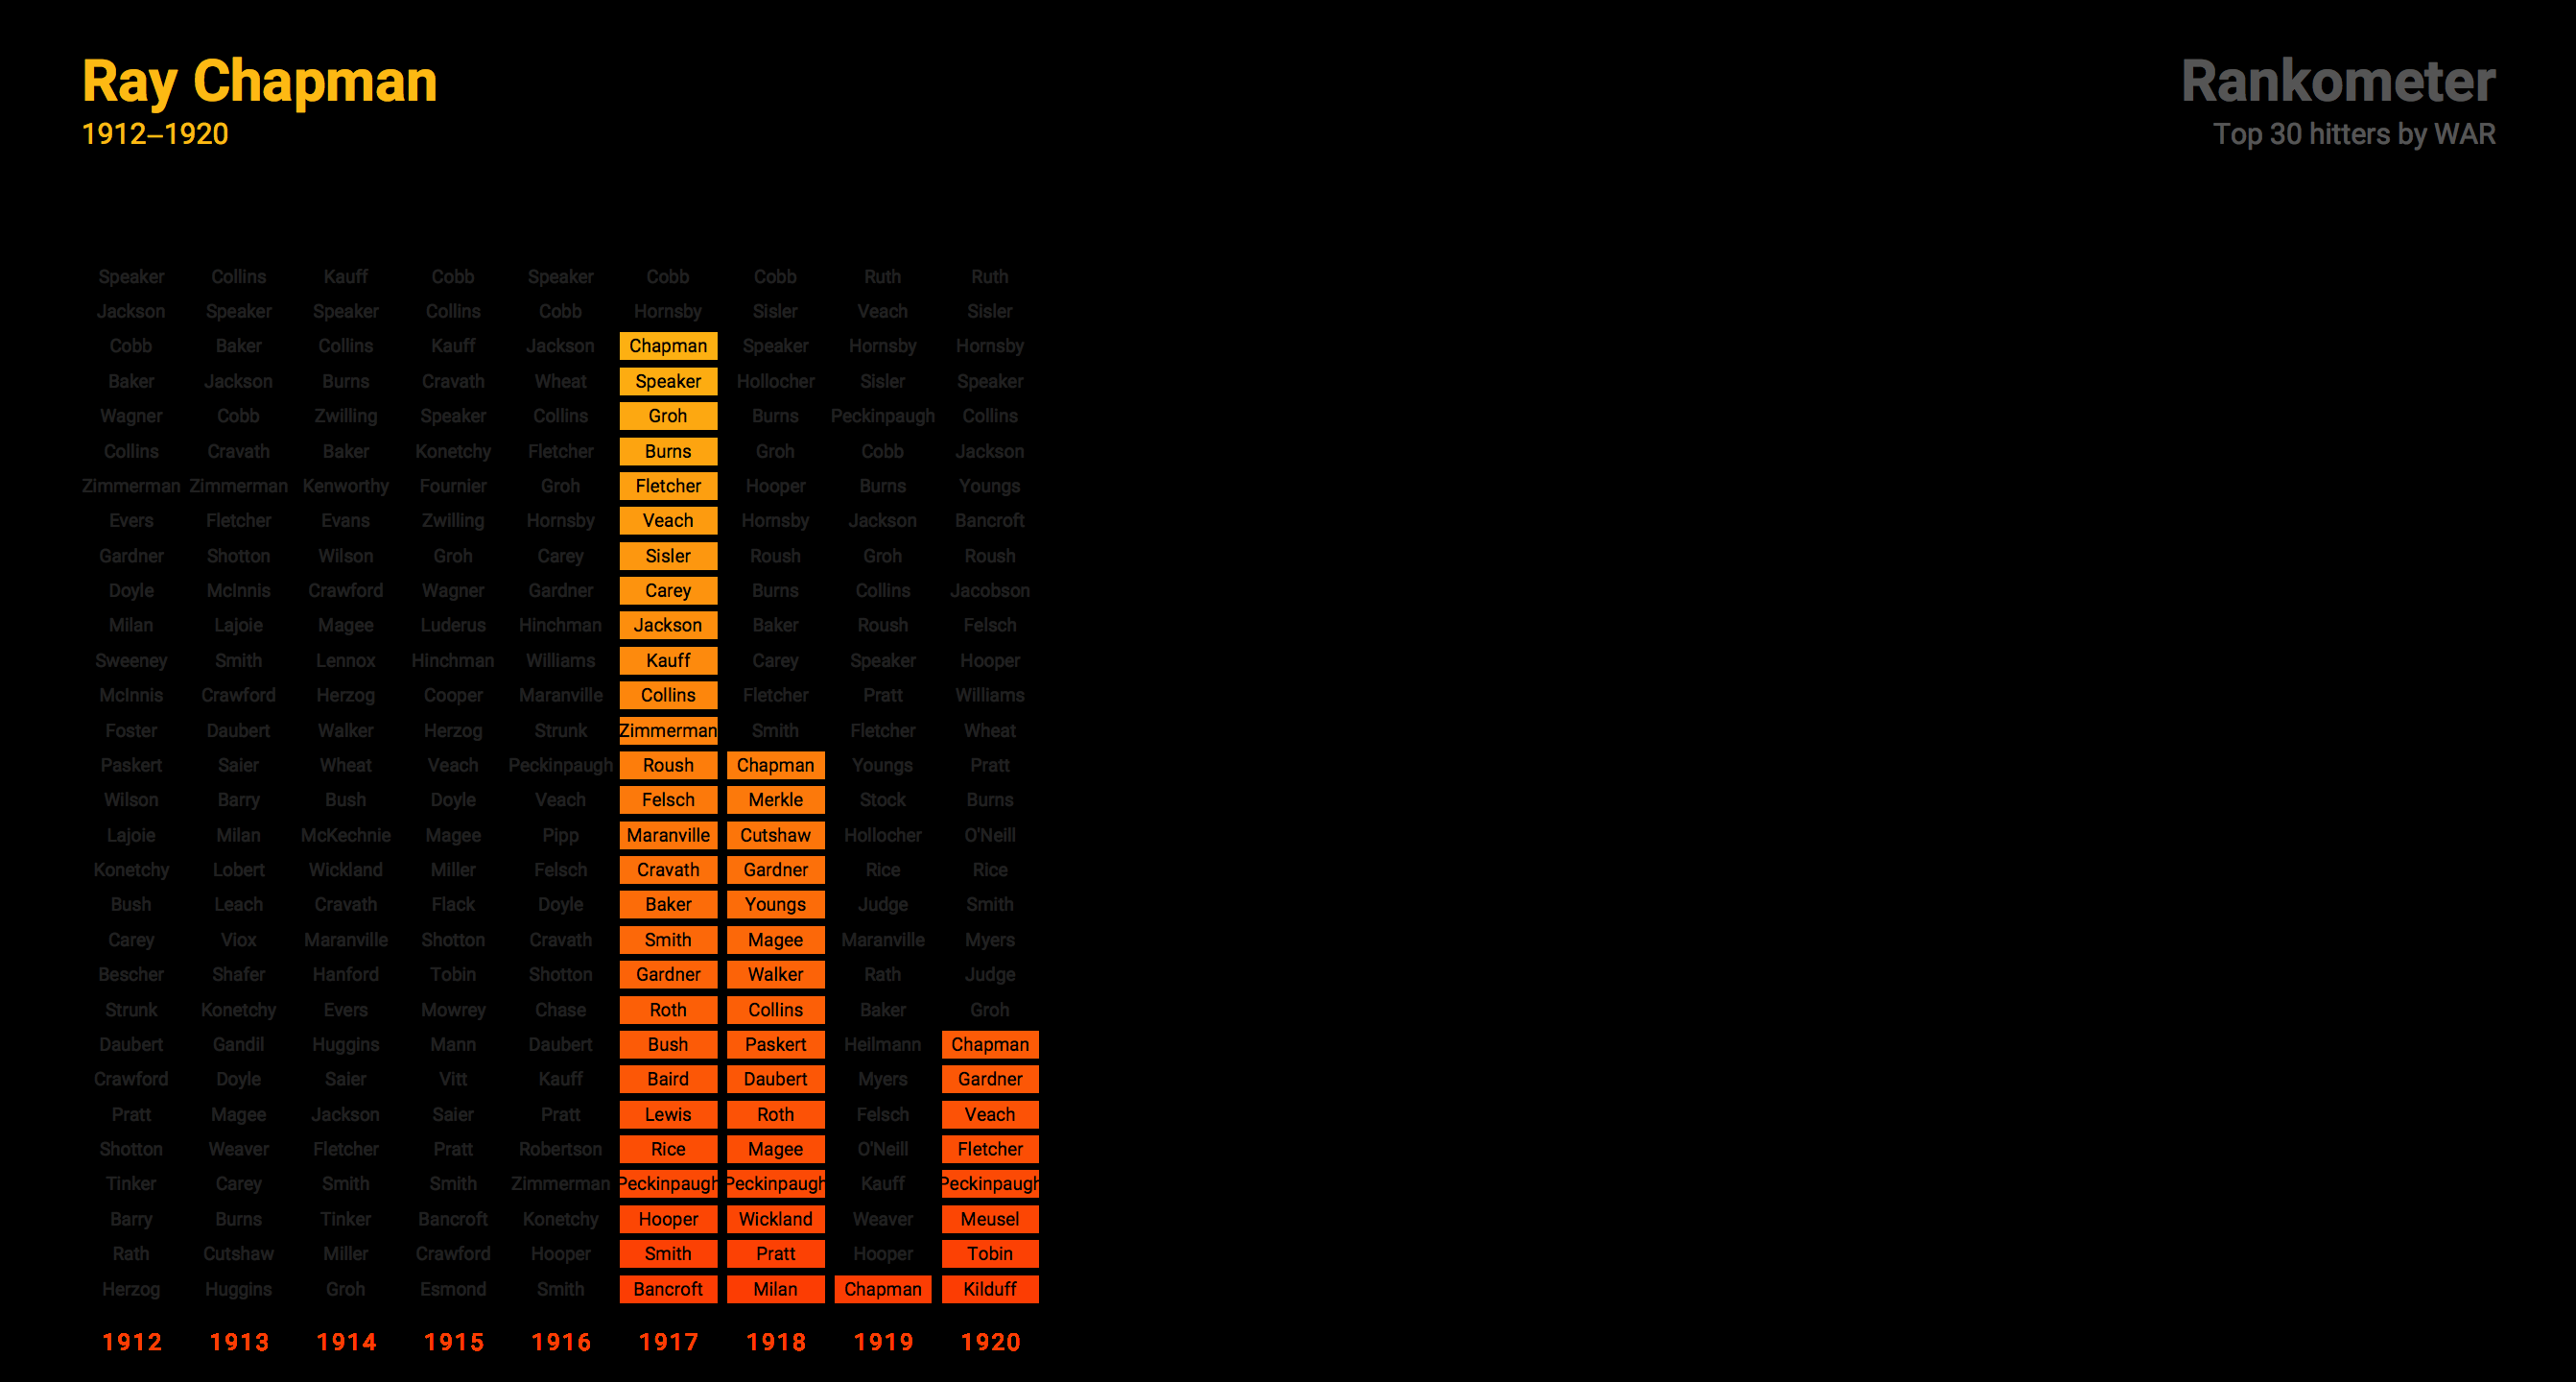 Ray Chapman
1912–1920
Rankometer
Top 30 hitters by WAR
Speaker Collins Kauff Cobb Speaker Cobb Cobb Ruth Ruth
Jackson Speaker Speaker Collins Cobb Hornsby Sisler Veach Sisler
Cobb Baker Collins Kauff Jackson Chapman Speaker Hornsby Hornsby
Baker Jackson Burns Cravath Wheat Speaker Hollocher Sisler Speaker
Wagner Cobb Zwilling Speaker Collins Groh Burns Peckinpaugh Collins
Collins Cravath Baker Konetchy Fletcher Burns Groh Cobb Jackson
Zimmerman Zimmerman Kenworthy Fournier Groh Fletcher Hooper Burns Youngs
Evers Fletcher Evans Zwilling Hornsby Veach Hornsby Jackson Bancroft
Gardner Shotton Wilson Groh Carey Sisler Roush Groh Roush
Doyle McInnis Crawford Wagner Gardner Carey Burns Collins Jacobson
Milan Lajoie Magee Luderus Hinchman Jackson Baker Roush Felsch
Sweeney Smith Lennox Hinchman Williams Kauff Carey Speaker Hooper
McInnis Crawford Herzog Cooper Maranville Collins Fletcher Pratt Williams
Foster Daubert Walker Herzog Strunk Zimmerman Smith Fletcher Wheat
Paskert Saier Wheat Veach Peckinpaugh Roush Chapman Youngs Pratt
Wilson Barry Bush Doyle Veach Felsch Merkle Stock Burns
Lajoie Milan McKechnie Magee Pipp Maranville Cutshaw Hollocher O'Neill
Konetchy Lobert Wickland Miller Felsch Cravath Gardner Rice Rice
Bush Leach Cravath Flack Doyle Baker Youngs Judge Smith
Carey Viox Maranville Shotton Cravath Smith Magee Maranville Myers
Bescher Shafer Hanford Tobin Shotton Gardner Walker Rath Judge
Strunk Konetchy Evers Mowrey Chase Roth Collins Baker Groh
Daubert Gandil Huggins Mann Daubert Bush Paskert Heilmann Chapman
Crawford Doyle Saier Vitt Kauff Baird Daubert Myers Gardner
Pratt Magee Jackson Saier Pratt Lewis Roth Felsch Veach
Shotton Weaver Fletcher Pratt Robertson Rice Magee O'Neill Fletcher
Tinker Carey Smith Smith Zimmerman Peckinpaugh Peckinpaugh Kauff Peckinpaugh
Barry Burns Tinker Bancroft Konetchy Hooper Wickland Weaver Meusel
Rath Cutshaw Miller Crawford Hooper Smith Pratt Hooper Tobin
Herzog Huggins Groh Esmond Smith Bancroft Milan Chapman Kilduff
1912 1913 1914 1915 1916 1917 1918 1919 1920